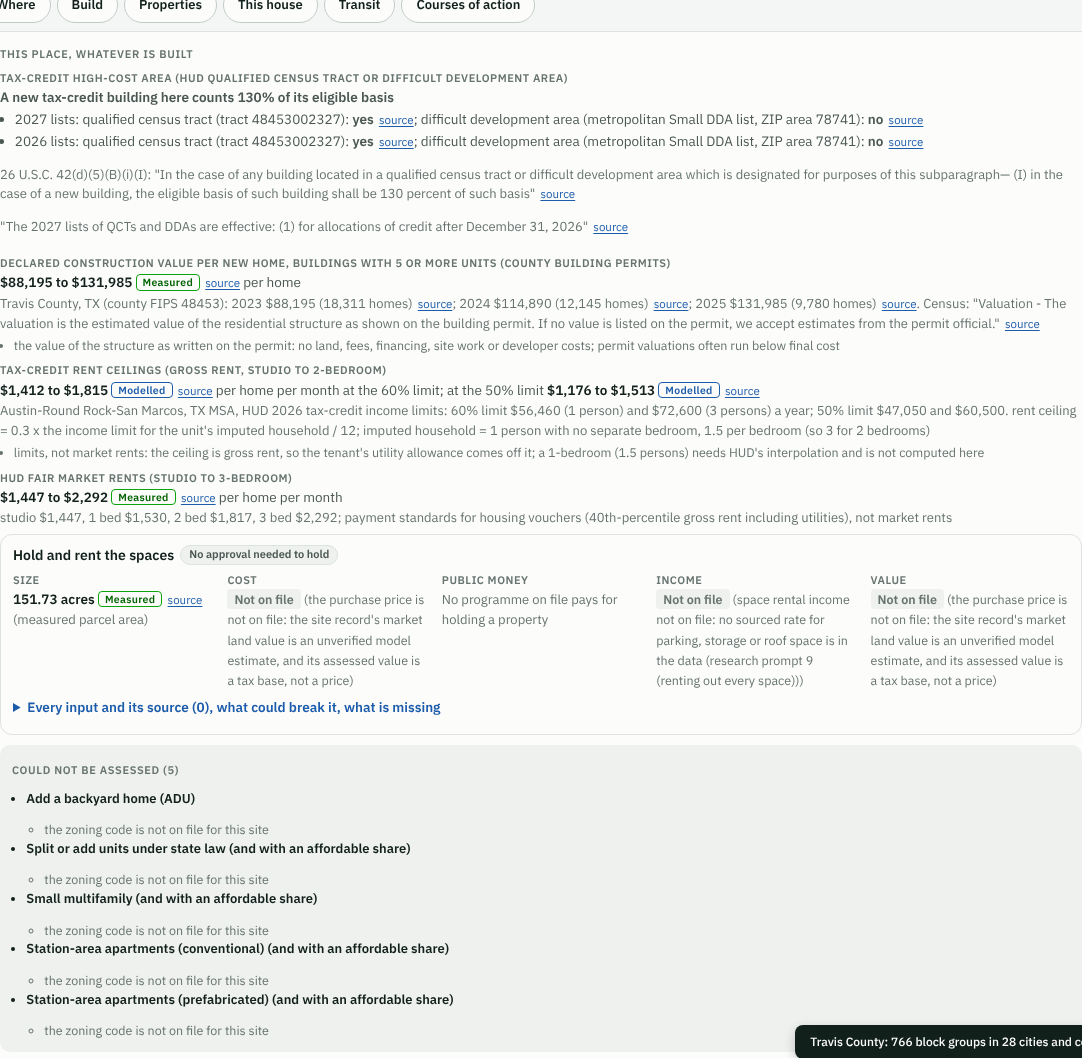 Where Build Properties This house Transit Courses of action
THIS PLACE, WHATEVER IS BUILT
TAX-CREDIT HIGH-COST AREA (HUD QUALIFIED CENSUS TRACT OR DIFFICULT DEVELOPMENT AREA)
A new tax-credit building here counts 130% of its eligible basis
2027 lists: qualified census tract (tract 48453002327): yes source; difficult development area (metropolitan Small DDA list, ZIP area 78741): no source
2026 lists: qualified census tract (tract 48453002327): yes source; difficult development area (metropolitan Small DDA list, ZIP area 78741): no source
26 U.S.C. 42(d)(5)(B)(i)(I): "In the case of any building located in a qualified census tract or difficult development area which is designated for purposes of this subparagraph— (I) in the
case of a new building, the eligible basis of such building shall be 130 percent of such basis" source
"The 2027 lists of QCTs and DDAs are effective: (1) for allocations of credit after December 31, 2026" source
DECLARED CONSTRUCTION VALUE PER NEW HOME, BUILDINGS WITH 5 OR MORE UNITS (COUNTY BUILDING PERMITS)
$88,195 to $131,985 Measured source per home
Travis County, TX (county FIPS 48453): 2023 $88,195 (18,311 homes) source; 2024 $114,890 (12,145 homes) source; 2025 $131,985 (9,780 homes) source. Census: "Valuation - The
valuation is the estimated value of the residential structure as shown on the building permit. If no value is listed on the permit, we accept estimates from the permit official." source
the value of the structure as written on the permit: no land, fees, financing, site work or developer costs; permit valuations often run below final cost
TAX-CREDIT RENT CEILINGS (GROSS RENT, STUDIO TO 2-BEDROOM)
$1,412 to $1,815 Modelled source per home per month at the 60% limit; at the 50% limit $1,176 to $1,513 Modelled source
Austin-Round Rock-San Marcos, TX MSA, HUD 2026 tax-credit income limits: 60% limit $56,460 (1 person) and $72,600 (3 persons) a year; 50% limit $47,050 and $60,500. rent ceiling
= 0.3 x the income limit for the unit's imputed household / 12; imputed household = 1 person with no separate bedroom, 1.5 per bedroom (so 3 for 2 bedrooms)
limits, not market rents: the ceiling is gross rent, so the tenant's utility allowance comes off it; a 1-bedroom (1.5 persons) needs HUD's interpolation and is not computed here
HUD FAIR MARKET RENTS (STUDIO TO 3-BEDROOM)
$1,447 to $2,292 Measured source per home per month
studio $1,447, 1 bed $1,530, 2 bed $1,817, 3 bed $2,292; payment standards for housing vouchers (40th-percentile gross rent including utilities), not market rents
Hold and rent the spaces No approval needed to hold
SIZE
151.73 acres Measured source
(measured parcel area)
COST
Not on file (the purchase price is
not on file: the site record's market
land value is an unverified model
estimate, and its assessed value is
a tax base, not a price)
PUBLIC MONEY
No programme on file pays for
holding a property
INCOME
Not on file (space rental income
not on file: no sourced rate for
parking, storage or roof space is in
the data (research prompt 9
(renting out every space)))
VALUE
Not on file (the purchase price is
not on file: the site record's market
land value is an unverified model
estimate, and its assessed value is
a tax base, not a price)
Every input and its source (0), what could break it, what is missing
COULD NOT BE ASSESSED (5)
Add a backyard home (ADU)
the zoning code is not on file for this site
Split or add units under state law (and with an affordable share)
the zoning code is not on file for this site
Small multifamily (and with an affordable share)
the zoning code is not on file for this site
Station-area apartments (conventional) (and with an affordable share)
the zoning code is not on file for this site
Station-area apartments (prefabricated) (and with an affordable share)
the zoning code is not on file for this site
Travis County: 766 block groups in 28 cities and